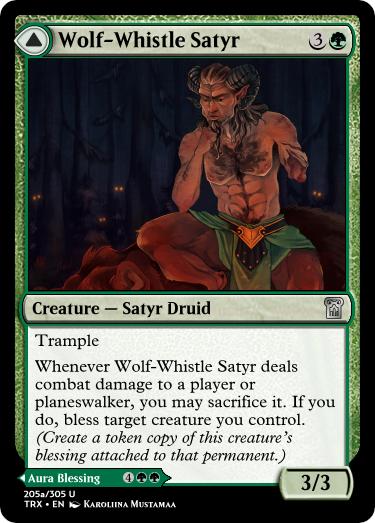 Wolf-Whistle Satyr 3
Creature — Satyr Druid
Trample
Whenever Wolf-Whistle Satyr deals
combat damage to a player or
planeswalker, you may sacrifice it. If you
do, bless target creature you control.
(Create a token copy of this creature's
blessing attached to that permanent.)
Aura Blessing 4
3/3
205a/305 U
TRX • EN Karoliina Mustamaa